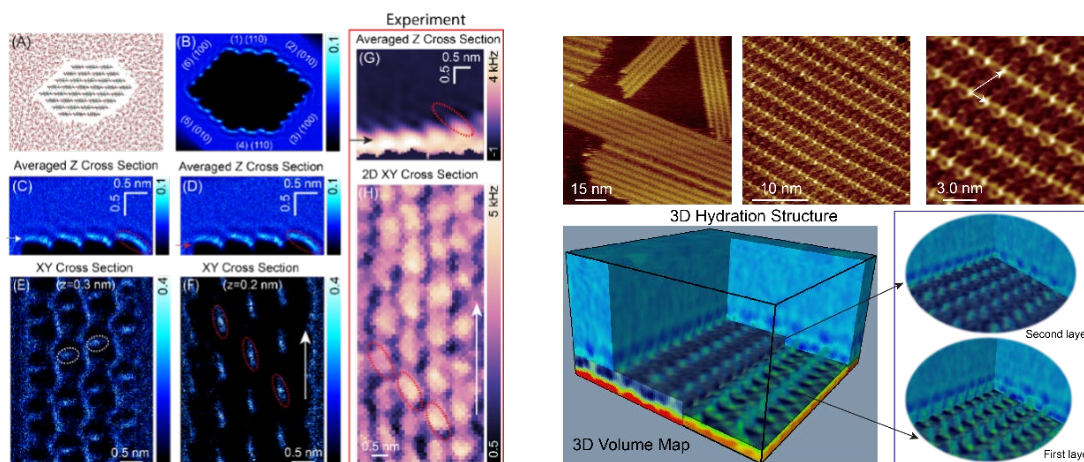 Experiment
(A)
(B)
(1) (110)
(2) (010)
(3) (100)
(4) (110)
(5) (010)
(6) (100)
0.1
Averaged Z Cross Section
(G)
0.5 nm
0.5
4 kHz
-1
Averaged Z Cross Section
(C)
0.5 nm
0.5
0.1
Averaged Z Cross Section
(D)
0.5 nm
0.5
0.1
2D XY Cross Section
(H)
5 kHz
0.5
0.5 nm
XY Cross Section
(E)
(z=0.3 nm)
0.4
0.5 nm
XY Cross Section
(F)
(z=0.2 nm)
0.4
0.5 nm
15 nm
10 nm
3.0 nm
3D Hydration Structure
3D Volume Map
Second laye
First laye